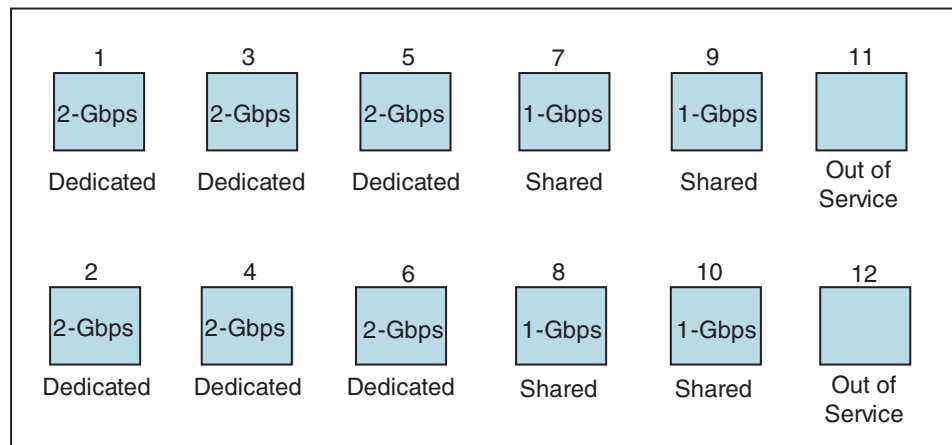 1 3 5 7 9 11
2-Gbps 2-Gbps 2-Gbps 1-Gbps 1-Gbps
Dedicated Dedicated Dedicated Shared Shared Out of
Service
2 4 6 8 10 12
2-Gbps 2-Gbps 2-Gbps 1-Gbps 1-Gbps
Dedicated Dedicated Dedicated Shared Shared Out of
Service